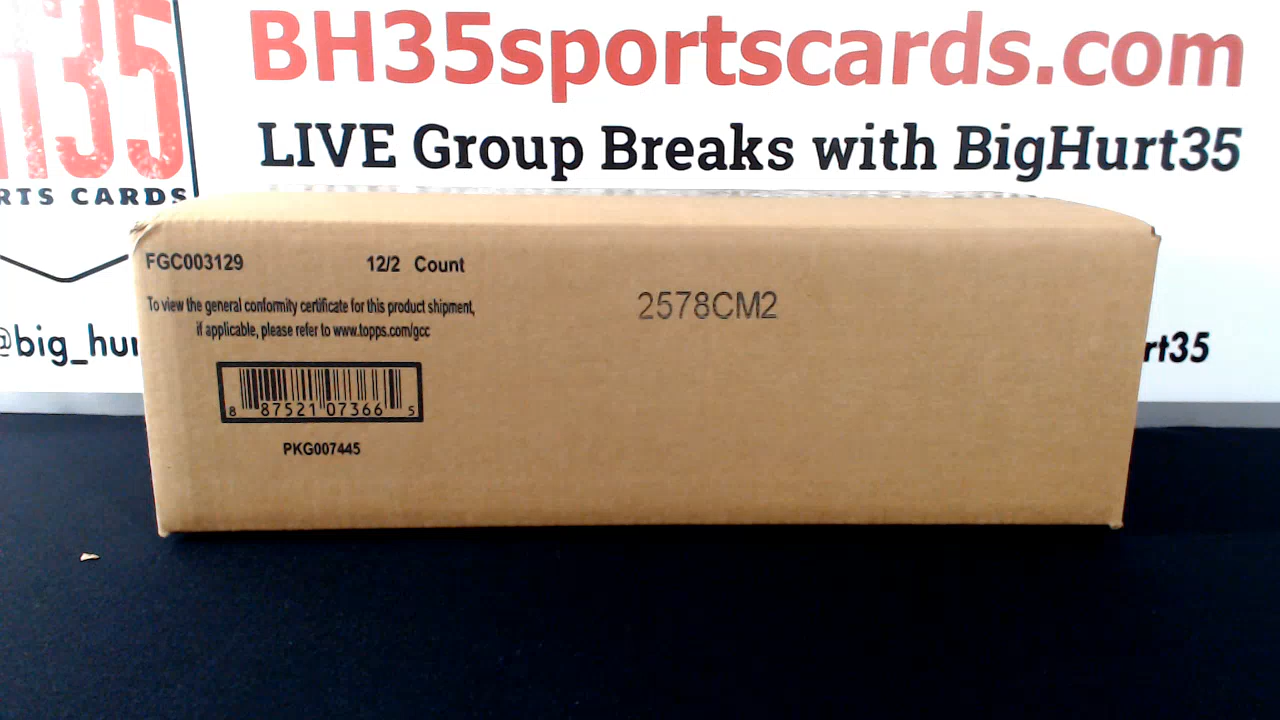 H35
RTS CARDS
BH35sportscards.com
LIVE Group Breaks with BigHurt35
@big_hu
rt35
FGC003129 12/2 Count
To view the general conformity certificate for this product shipment,
if applicable, please refer to www.topps.com/gcc
8 87521 07366 5
PKG007445
2578CM2